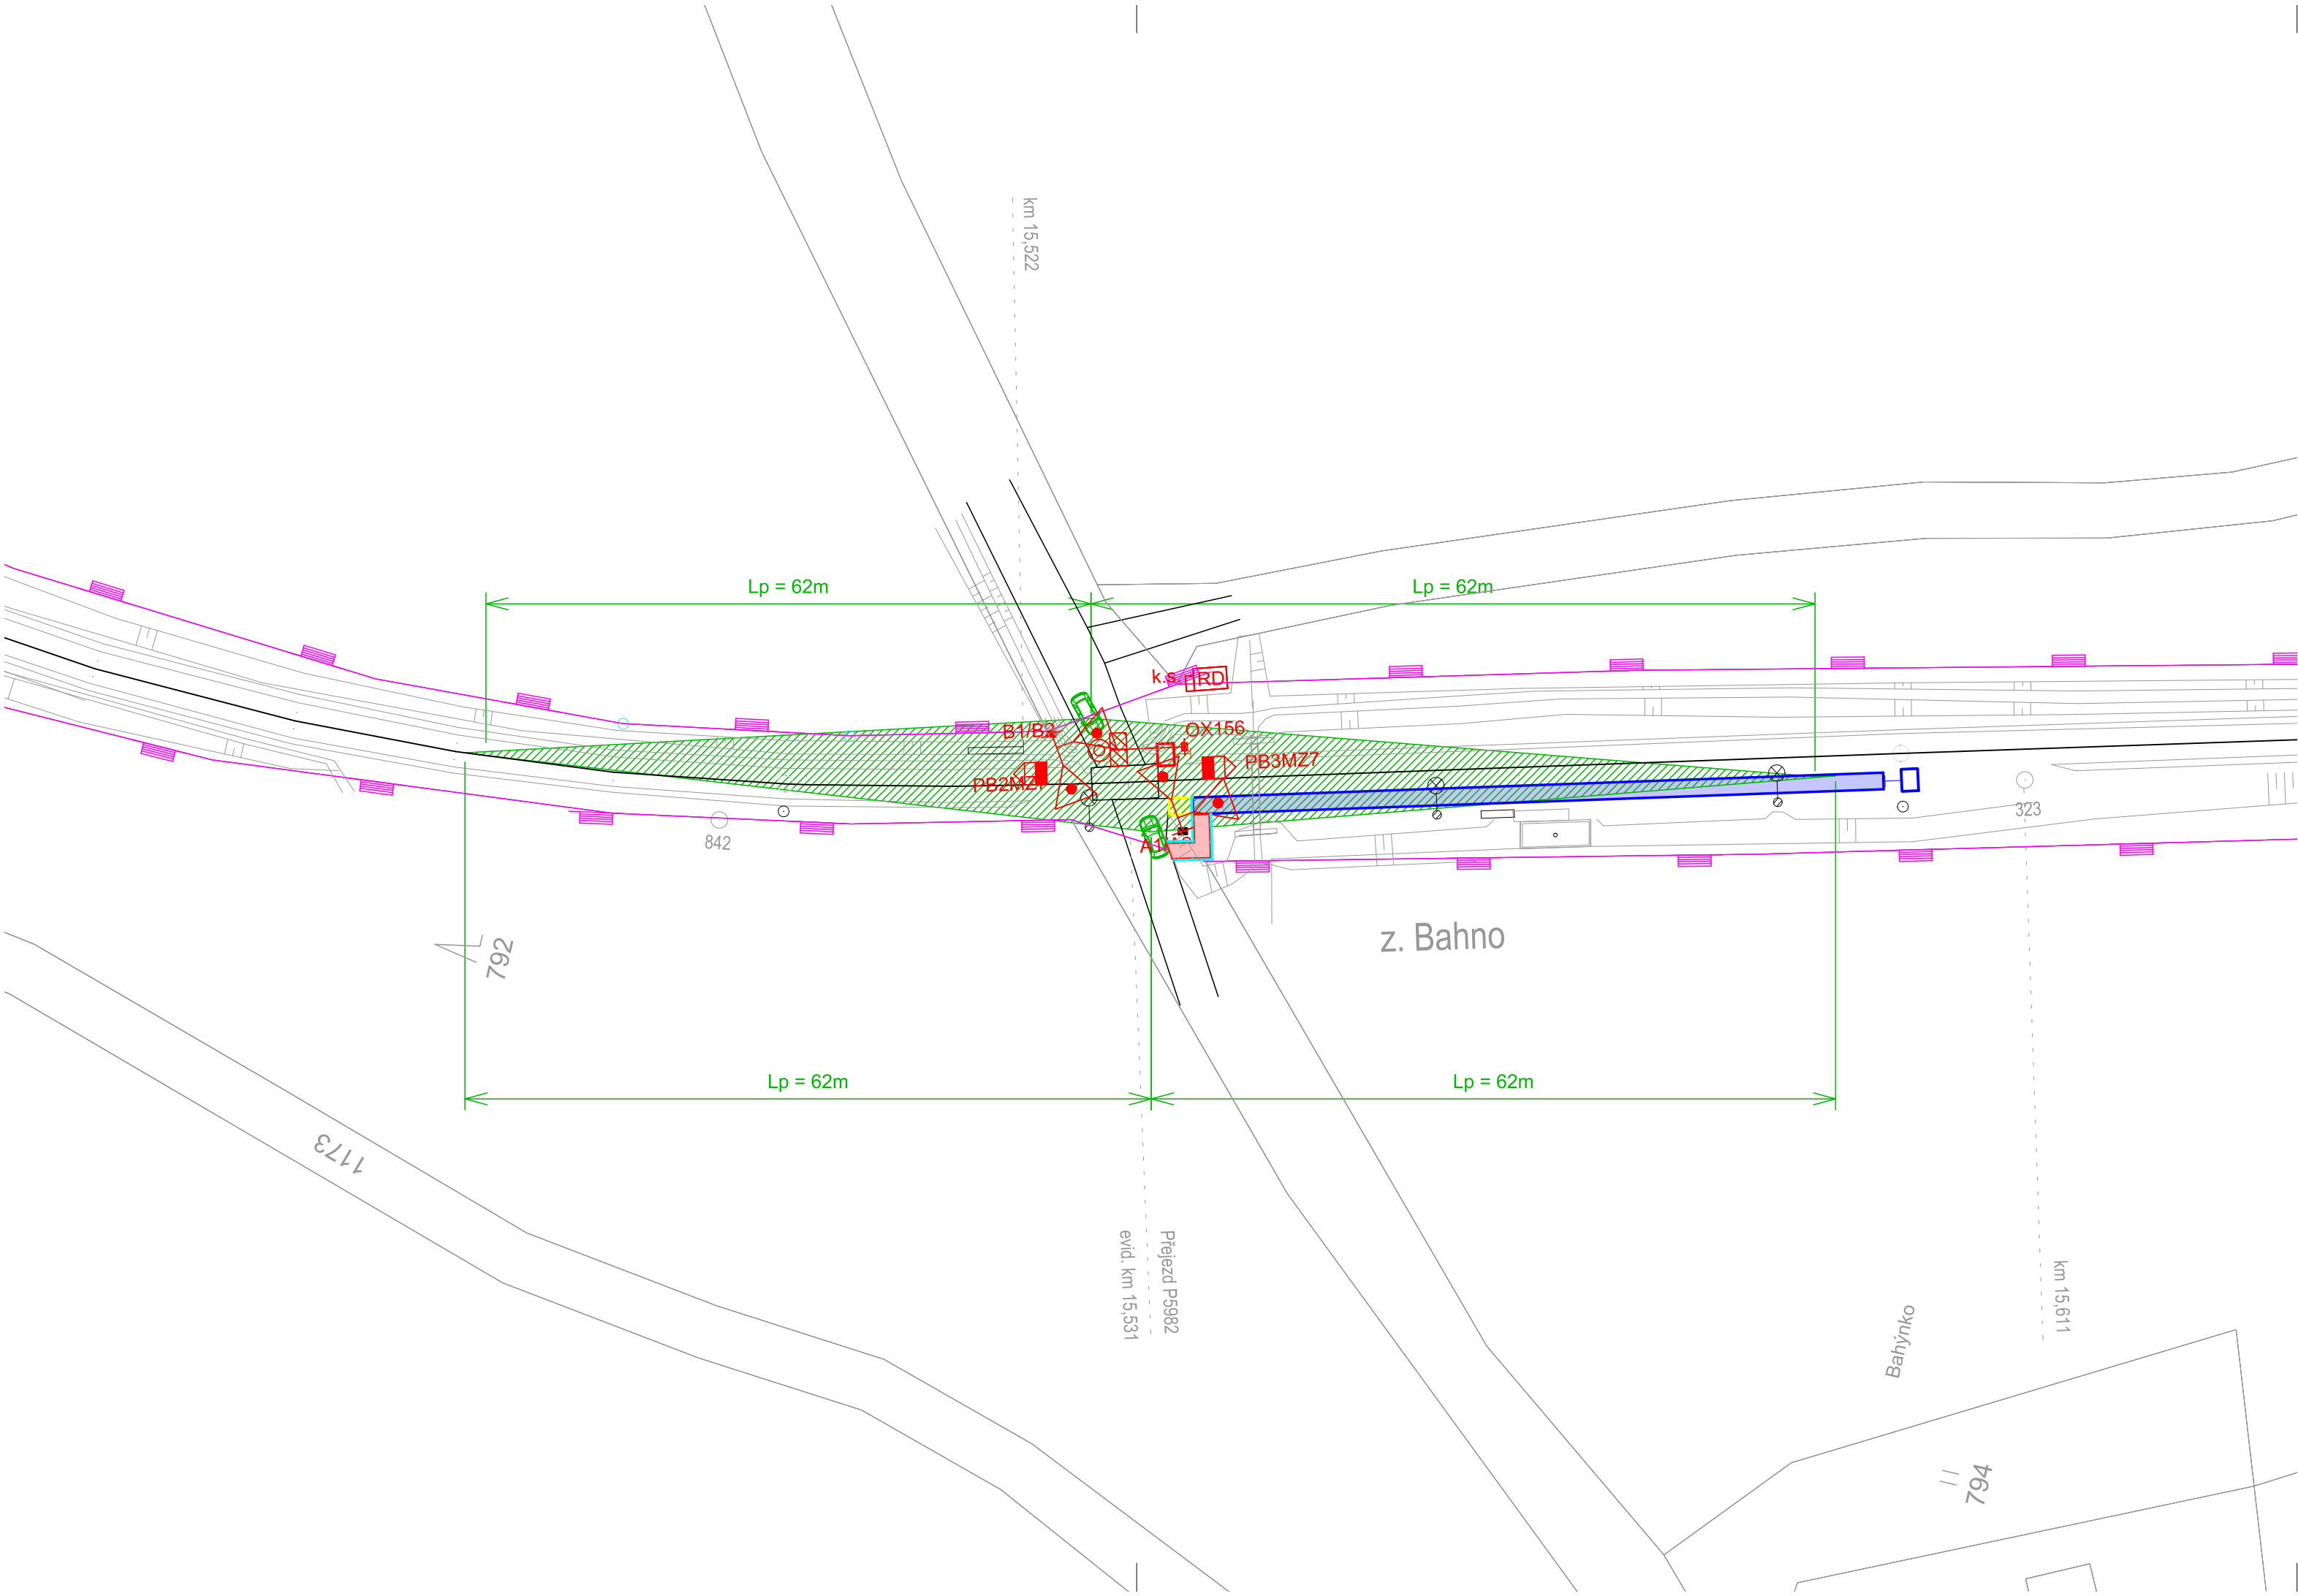 km 15,522
Lp = 62m
Lp = 62m
k.s.
RD
B1/B2
OX156
PB3MZ7
PB2MZ7
842
323
z. Bahno
792
Lp = 62m
Lp = 62m
1173
evid. km 15,531
Přejezd P5982
km 15,611
Bahýnko
794